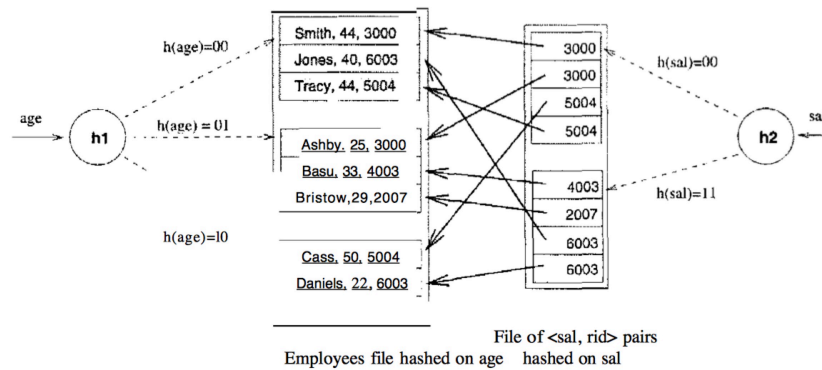 age
h1
h(age)=00
h(age) = 01
h(age)=l0
Smith, 44, 3000
Jones, 40, 6003
Tracy, 44, 5004
Ashby. 25, 3000
Basu, 33, 4003
Bristow,29,2007
Cass, 50, 5004
Daniels, 22, 6003
Employees file hashed on age
3000
3000
5004
5004
4003
2007
6003
6003
File of <sal, rid> pairs
hashed on sal
h(sal)=00
h(sal)=11
h2
sa